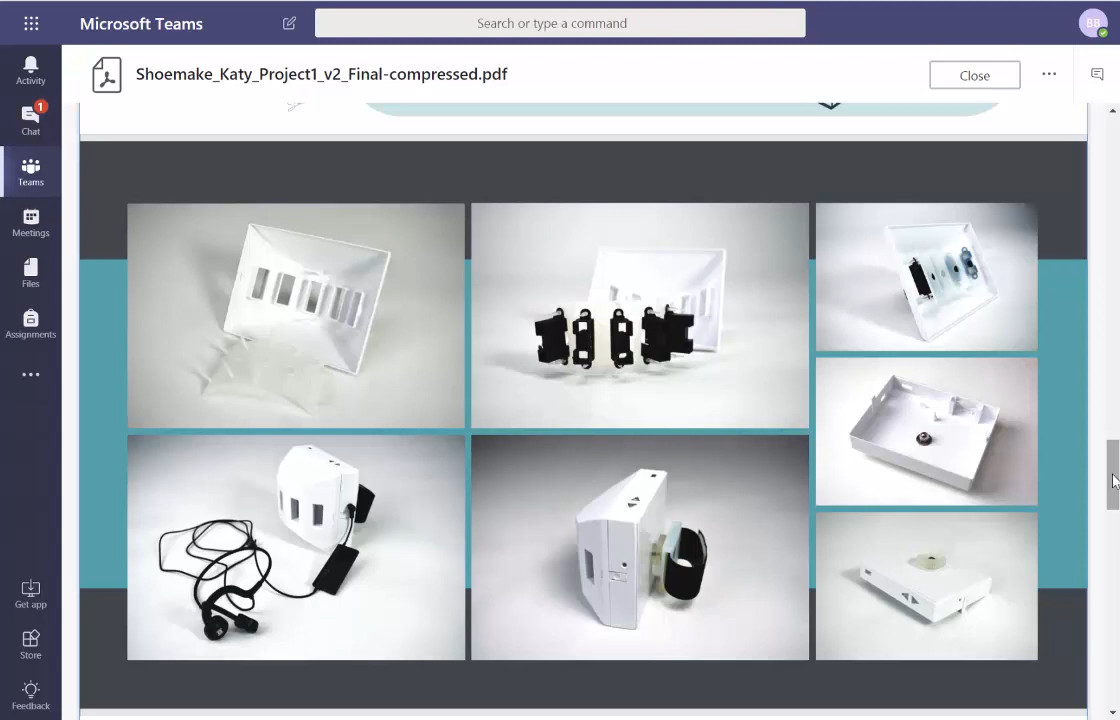 Microsoft Teams
Search or type a command
BB
Activity
Shoemake_Katy_Project1_v2_Final-compressed.pdf
Close
1
Chat
Teams
Meetings
Files
Assignments
Get app
Store
Feedback